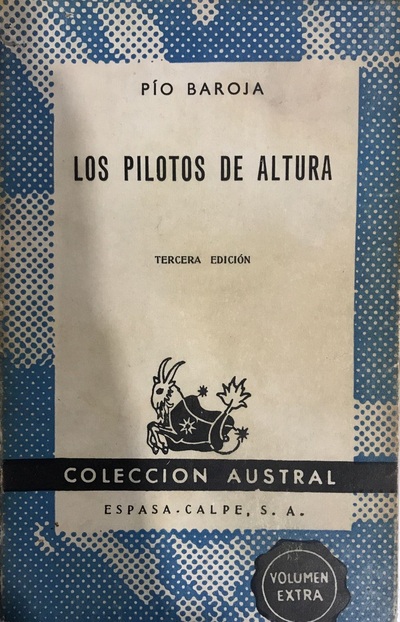 PÍO BAROJA
LOS PILOTOS DE ALTURA
TERCERA EDICIÓN
COLECCION AUSTRAL
ESPASA-CALPE, S. A.
VOLUMEN
EXTRA